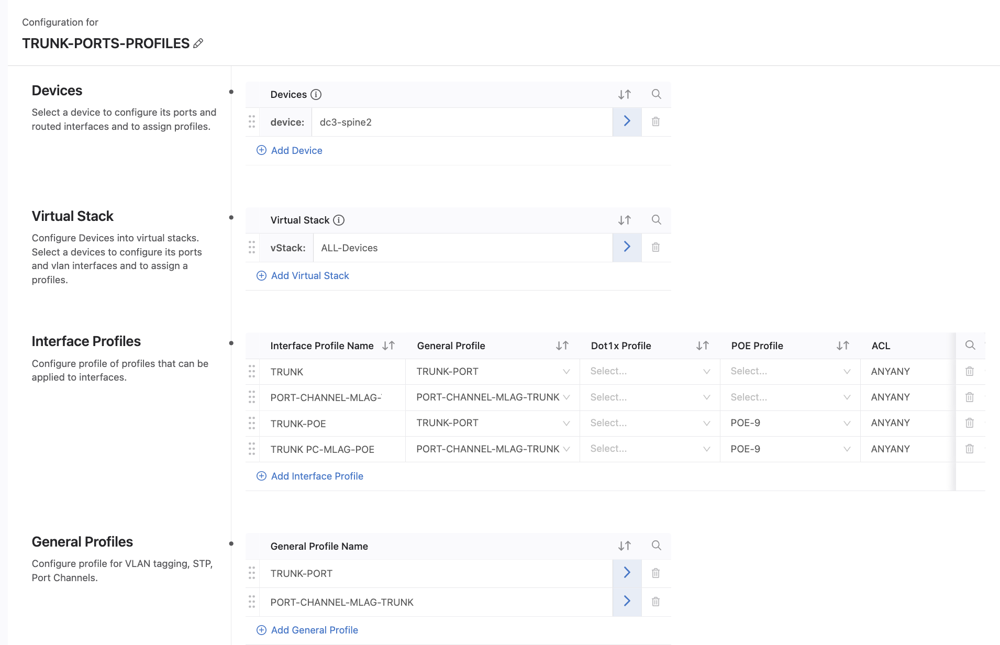 Configuration for
TRUNK-PORTS-PROFILES
Devices
Select a device to configure its ports and
routed interfaces and to assign profiles.
Devices
device: dc3-spine2
Add Device
Virtual Stack
Configure Devices into virtual stacks.
Select a devices to configure its ports
and vlan interfaces and to assign a
profiles.
Virtual Stack
vStack: ALL-Devices
Add Virtual Stack
Interface Profiles
Configure profile of profiles that can be
applied to interfaces.
Interface Profile Name General Profile Dot1x Profile POE Profile ACL
TRUNK TRUNK-PORT Select... Select... ANYANY
PORT-CHANNEL-MLAG- PORT-CHANNEL-MLAG-TRUNK Select... Select... ANYANY
TRUNK-POE TRUNK-PORT Select... POE-9 ANYANY
TRUNK PC-MLAG-POE PORT-CHANNEL-MLAG-TRUNK Select... POE-9 ANYANY
Add Interface Profile
General Profiles
Configure profile for VLAN tagging, STP,
Port Channels.
General Profile Name
TRUNK-PORT
PORT-CHANNEL-MLAG-TRUNK
Add General Profile